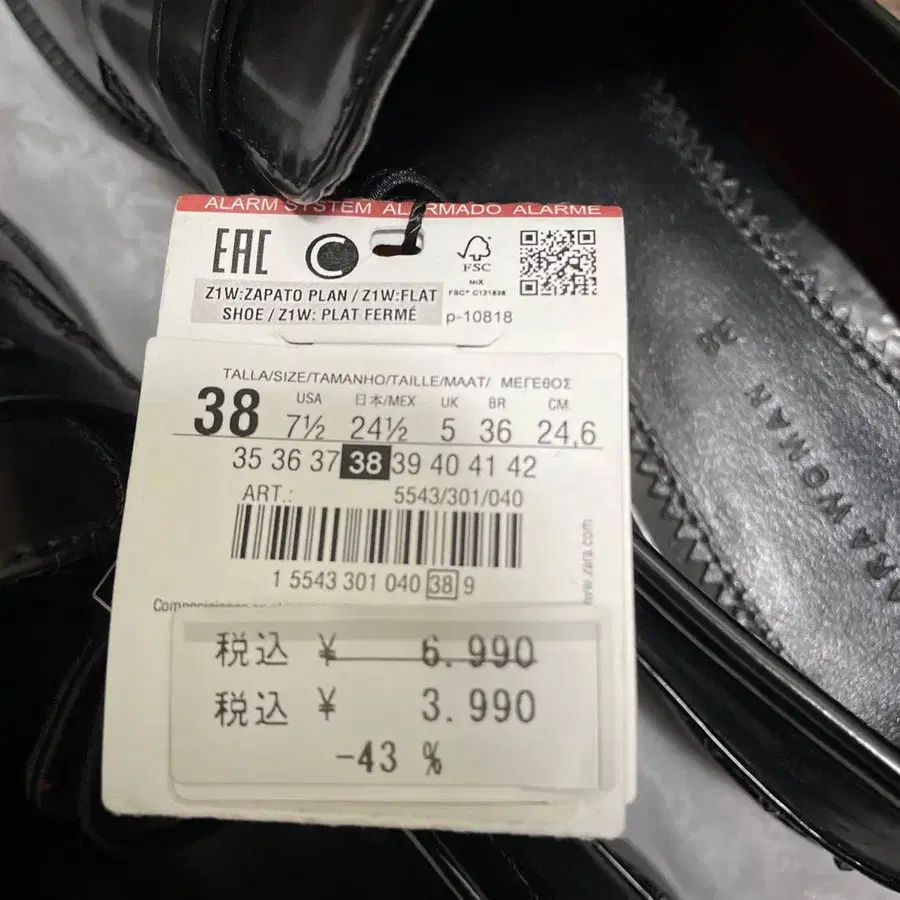 ALARM SYSTEM ALARMADO ALARME
EAC
FSC
MIX
FSC® C131838
Z1W:ZAPATO PLAN / Z1W:FLAT
SHOE / Z1W: PLAT FERMÉ
p-10818
TALLA/SIZE/TAMANHO/TAILLE/MAAT/ ΜΕΓΕΘΟΣ
USA 日本/MEX UK BR CM.
38 7½ 24½ 5 36 24,6
35 36 37 38 39 40 41 42
ART.: 5543/301/040
1 5543 301 040 38 9
www.zara.com
税込 ¥ 6.990
税込 ¥ 3.990
-43 %
WOMAN